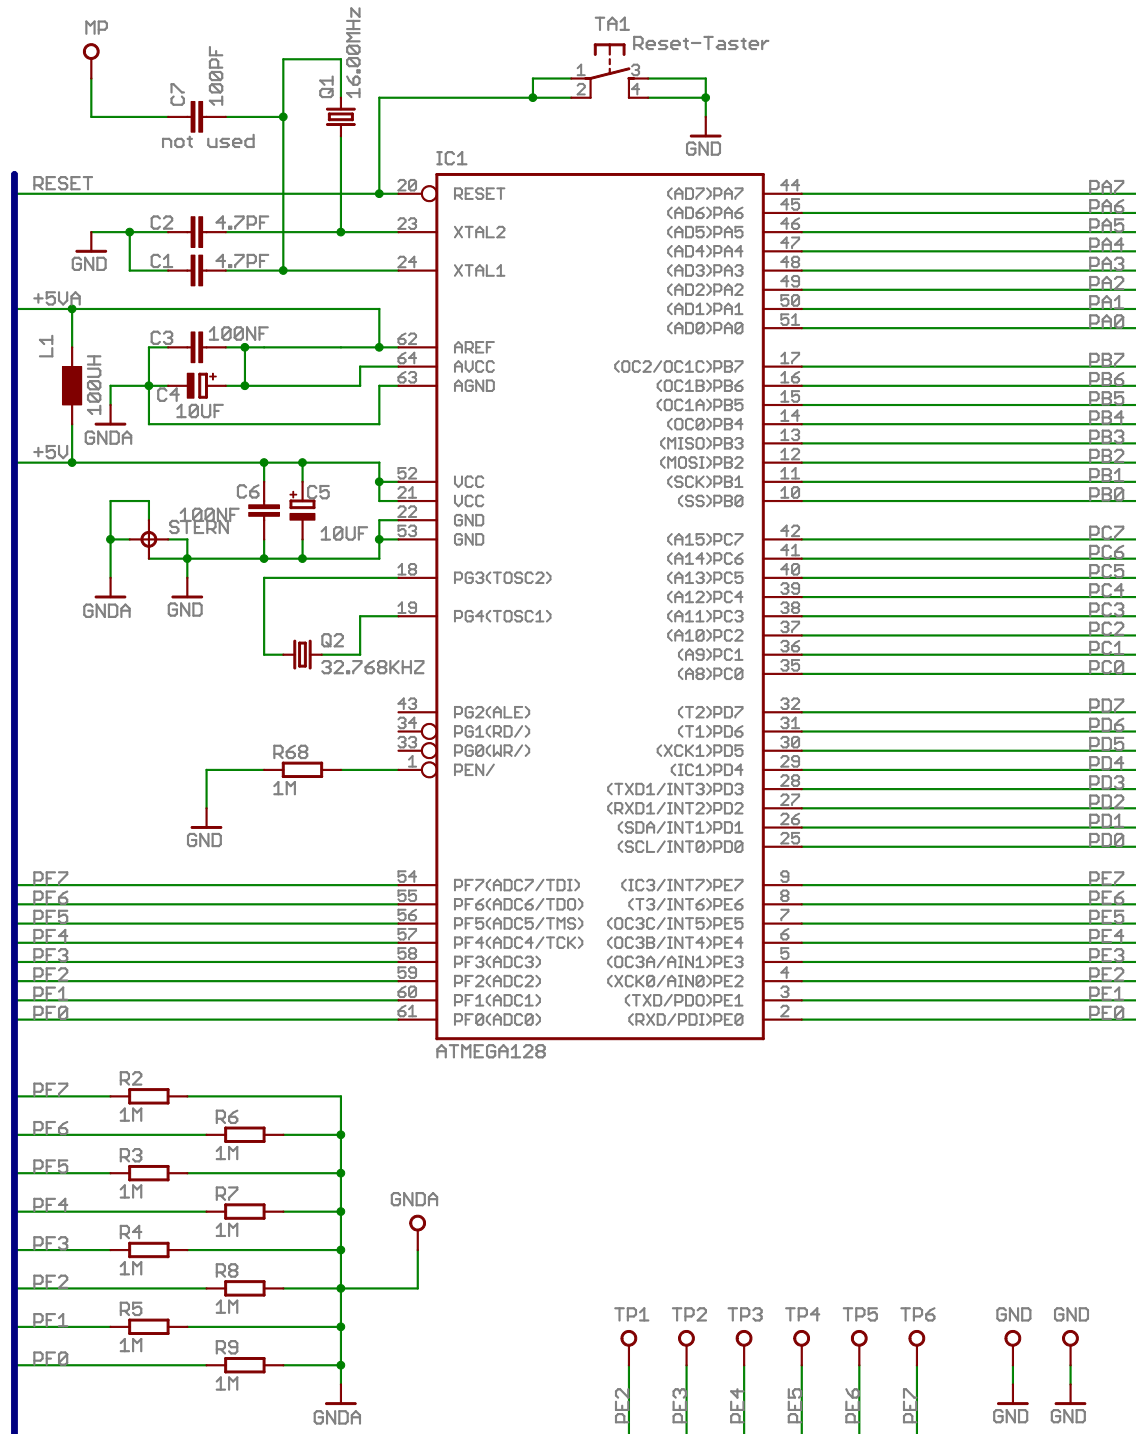 MP
C7
100PF
not used
Q1
16.00MHz
TA1
Reset-Taster
1
2
3
4
GND
IC1
RESET
20
RESET
C2
4.7PF
23
XTAL2
GND
C1
4.7PF
24
XTAL1
+5VA
L1
100UH
C3
100NF
62
AREF
64
AVCC
63
AGND
C4
+
10UF
GNDA
+5V
52
VCC
21
VCC
22
GND
53
GND
C6
100NF
+
C5
10UF
STERN
GNDA
GND
18
PG3(TOSC2)
19
PG4(TOSC1)
Q2
32.768KHZ
43
PG2(ALE)
34
PG1(RD/)
33
PG0(WR/)
1
PEN/
R68
1M
GND
PF7
54
PF7(ADC7/TDI)
PF6
55
PF6(ADC6/TDO)
PF5
56
PF5(ADC5/TMS)
PF4
57
PF4(ADC4/TCK)
PF3
58
PF3(ADC3)
PF2
59
PF2(ADC2)
PF1
60
PF1(ADC1)
PF0
61
PF0(ADC0)
(AD7)PA7
44
PA7
(AD6)PA6
45
PA6
(AD5)PA5
46
PA5
(AD4)PA4
47
PA4
(AD3)PA3
48
PA3
(AD2)PA2
49
PA2
(AD1)PA1
50
PA1
(AD0)PA0
51
PA0
(OC2/OC1C)PB7
17
PB7
(OC1B)PB6
16
PB6
(OC1A)PB5
15
PB5
(OC0)PB4
14
PB4
(MISO)PB3
13
PB3
(MOSI)PB2
12
PB2
(SCK)PB1
11
PB1
(SS)PB0
10
PB0
(A15)PC7
42
PC7
(A14)PC6
41
PC6
(A13)PC5
40
PC5
(A12)PC4
39
PC4
(A11)PC3
38
PC3
(A10)PC2
37
PC2
(A9)PC1
36
PC1
(A8)PC0
35
PC0
(T2)PD7
32
PD7
(T1)PD6
31
PD6
(XCK1)PD5
30
PD5
(IC1)PD4
29
PD4
(TXD1/INT3)PD3
28
PD3
(RXD1/INT2)PD2
27
PD2
(SDA/INT1)PD1
26
PD1
(SCL/INT0)PD0
25
PD0
(IC3/INT7)PE7
9
PE7
(T3/INT6)PE6
8
PE6
(OC3C/INT5)PE5
7
PE5
(OC3B/INT4)PE4
6
PE4
(OC3A/AIN1)PE3
5
PE3
(XCK0/AIN0)PE2
4
PE2
(TXD/PDO)PE1
3
PE1
(RXD/PDI)PE0
2
PE0
ATMEGA128
PF7
R2
1M
PF6
R6
1M
PF5
R3
1M
PF4
R7
1M
PF3
R4
1M
PF2
R8
1M
PF1
R5
1M
PF0
R9
1M
GNDA
GNDA
TP1
TP2
TP3
TP4
TP5
TP6
GND
GND
PE2
PE3
PE4
PE5
PE6
PE7
GND
GND